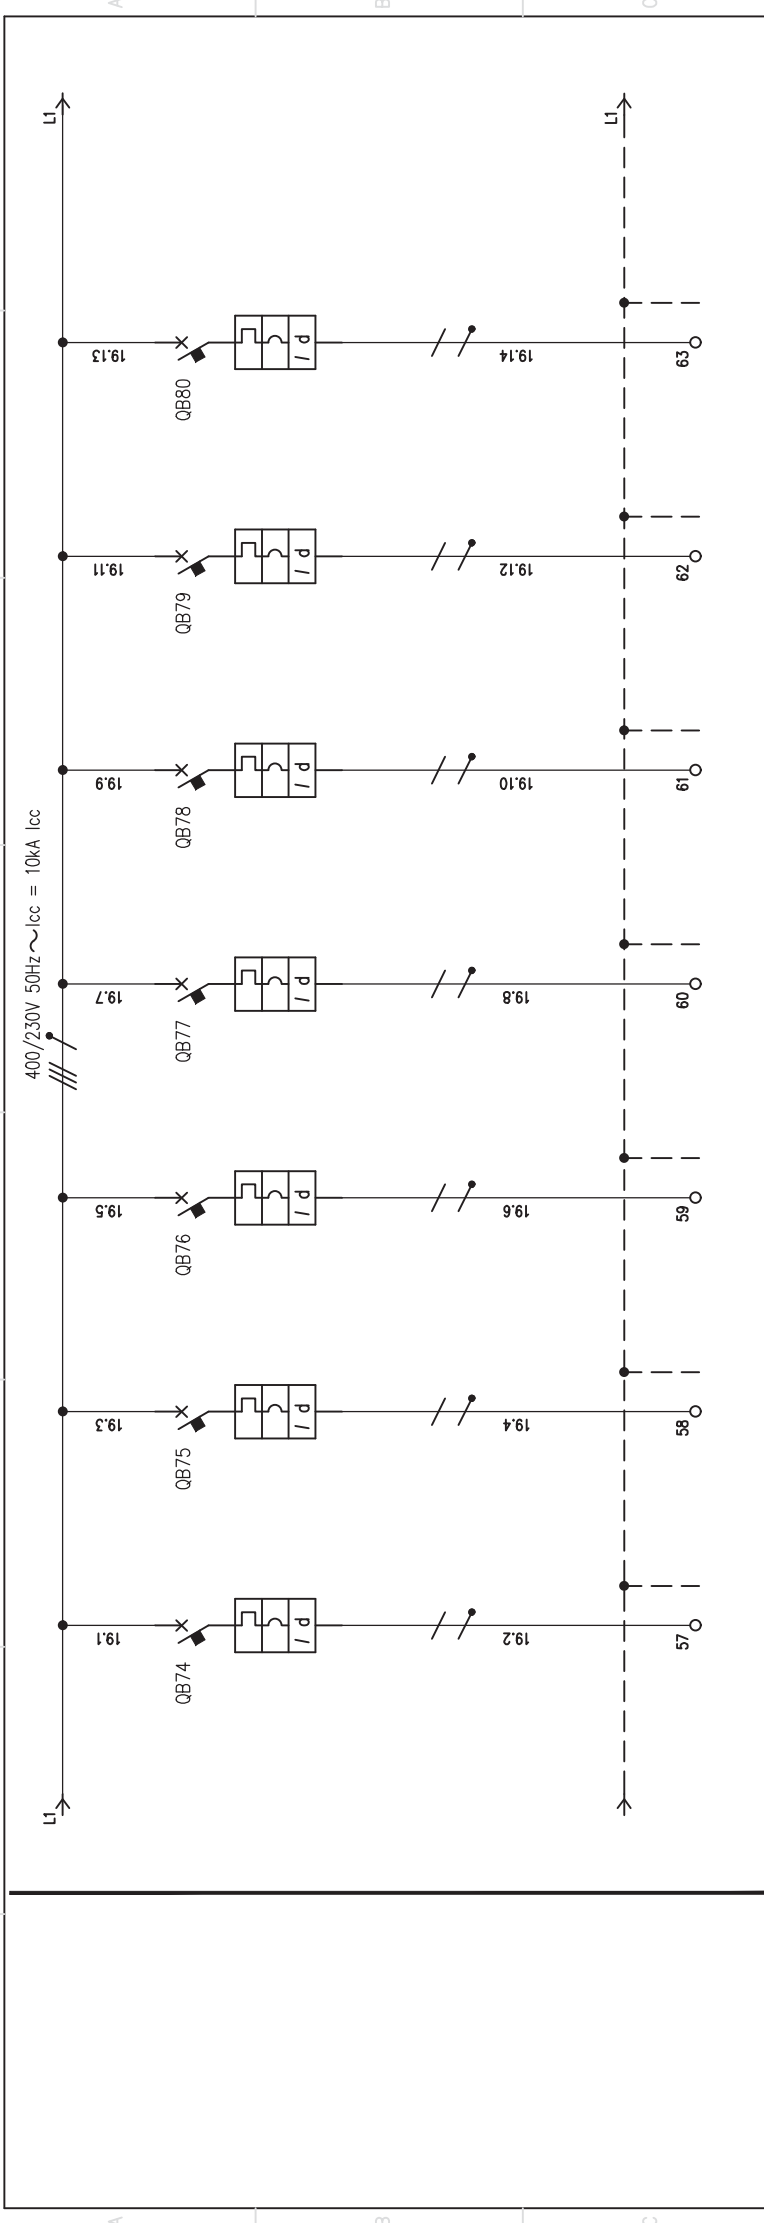 A
B
C
400/230V 50Hz ~ Icc = 10kA Icc
L1
L1
19.1
19.3
19.5
19.7
19.9
19.11
19.13
QB74
QB75
QB76
QB77
QB78
QB79
QB80
I d
I d
I d
I d
I d
I d
I d
19.2
19.4
19.6
19.8
19.10
19.12
19.14
L1
57
58
59
60
61
62
63
A
B
C